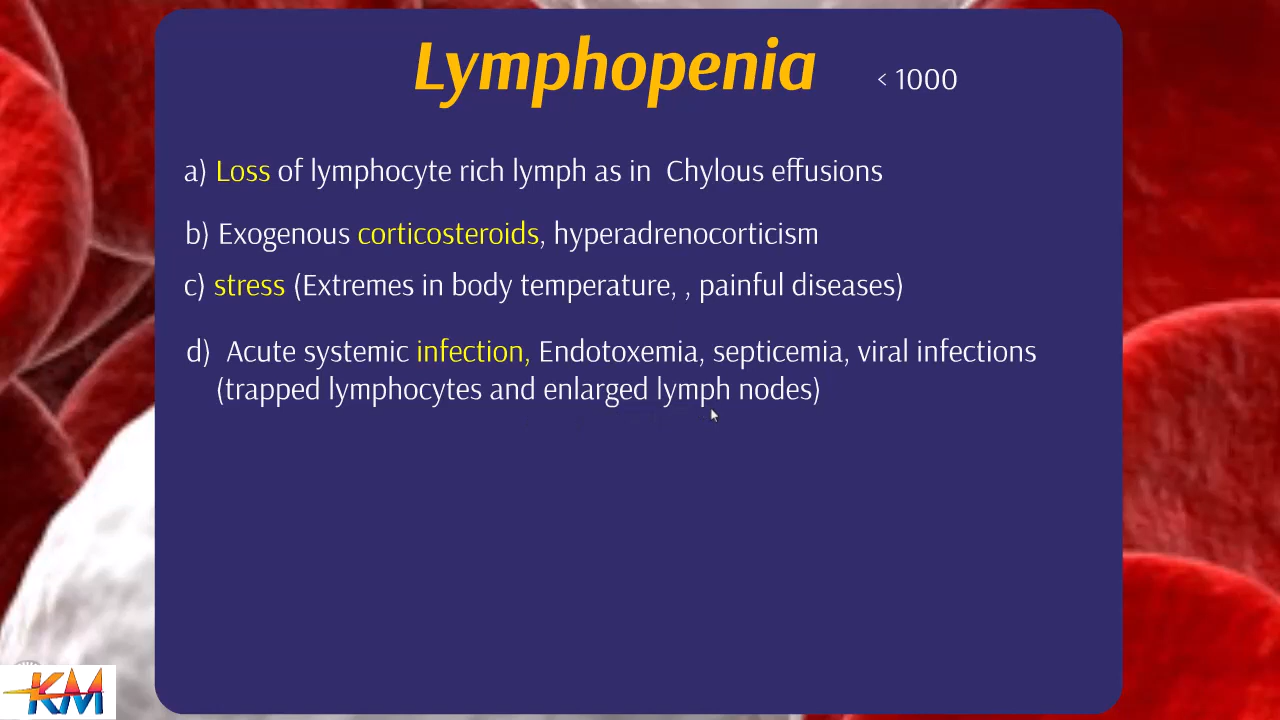 Lymphopenia < 1000
a) Loss of lymphocyte rich lymph as in Chylous effusions
b) Exogenous corticosteroids, hyperadrenocorticism
c) stress (Extremes in body temperature, , painful diseases)
d) Acute systemic infection, Endotoxemia, septicemia, viral infections
(trapped lymphocytes and enlarged lymph nodes)
KM